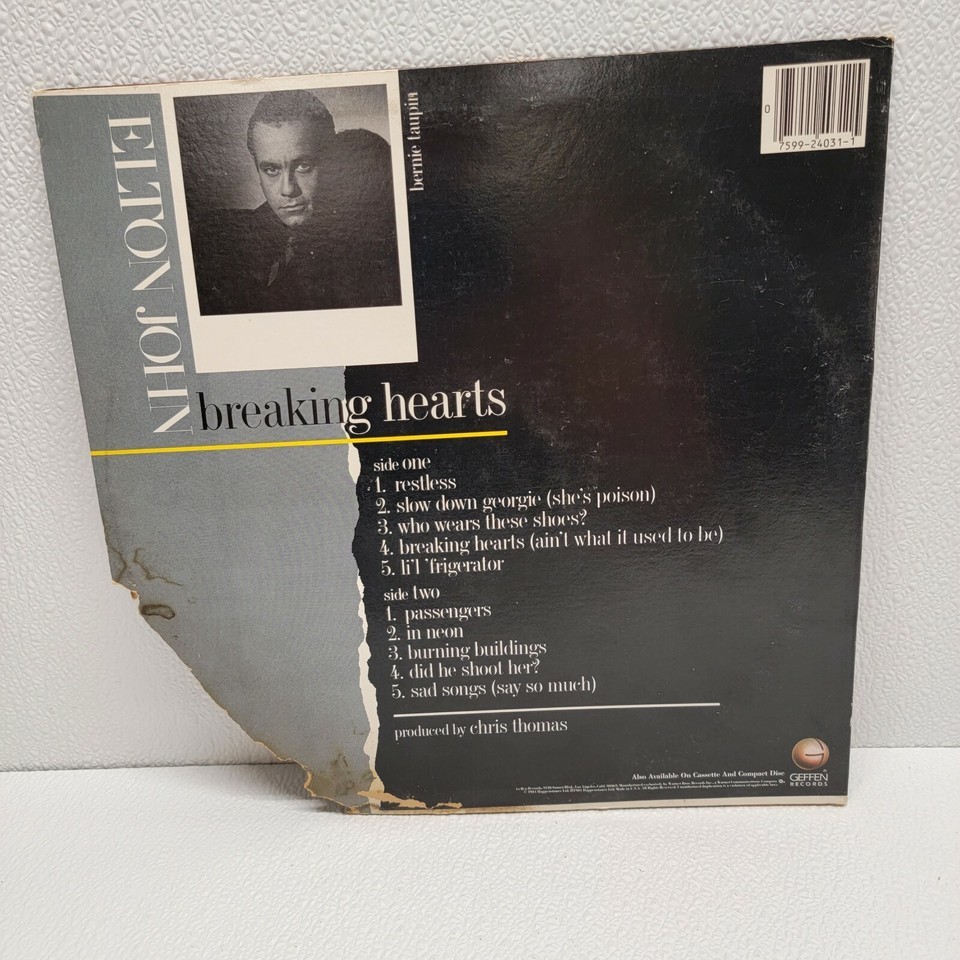 ELTON JOHN
bernie taupin
0
7599-24031-1
breaking hearts
side one
1. restless
2. slow down georgie (she's poison)
3. who wears these shoes?
4. breaking hearts (ain't what it used to be)
5. li'l 'frigerator
side two
1. passengers
2. in neon
3. burning buildings
4. did he shoot her?
5. sad songs (say so much)
produced by chris thomas
Also Available On Cassette And Compact Disc
GEFFEN
RECORDS